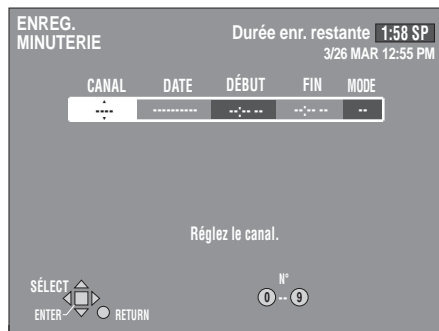 ENREG.
MINUTERIE
Durée enr. restante 1:58 SP
3/26 MAR 12:55 PM
CANAL DATE DÉBUT FIN MODE
---- ---------- --:-- -- --:-- -- --
Réglez le canal.
SÉLECT
ENTER
RETURN
N°
0 -- 9